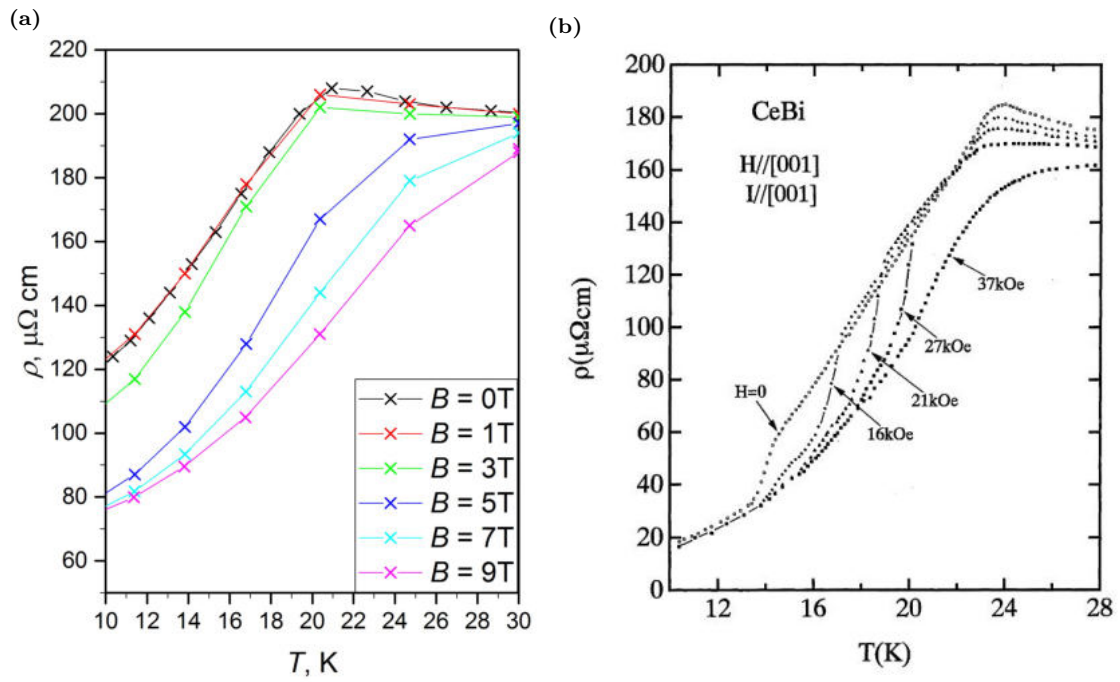 (a)
220
200
180
160
140
120
100
80
60
ρ, μΩ cm
10 12 14 16 18 20 22 24 26 28 30
T, K
B = 0T
B = 1T
B = 3T
B = 5T
B = 7T
B = 9T
(b)
200
180
160
140
120
100
80
60
40
20
0
ρ(μΩcm)
CeBi
H//[001]
I//[001]
37kOe
27kOe
21kOe
16kOe
H=0
12 16 20 24 28
T(K)